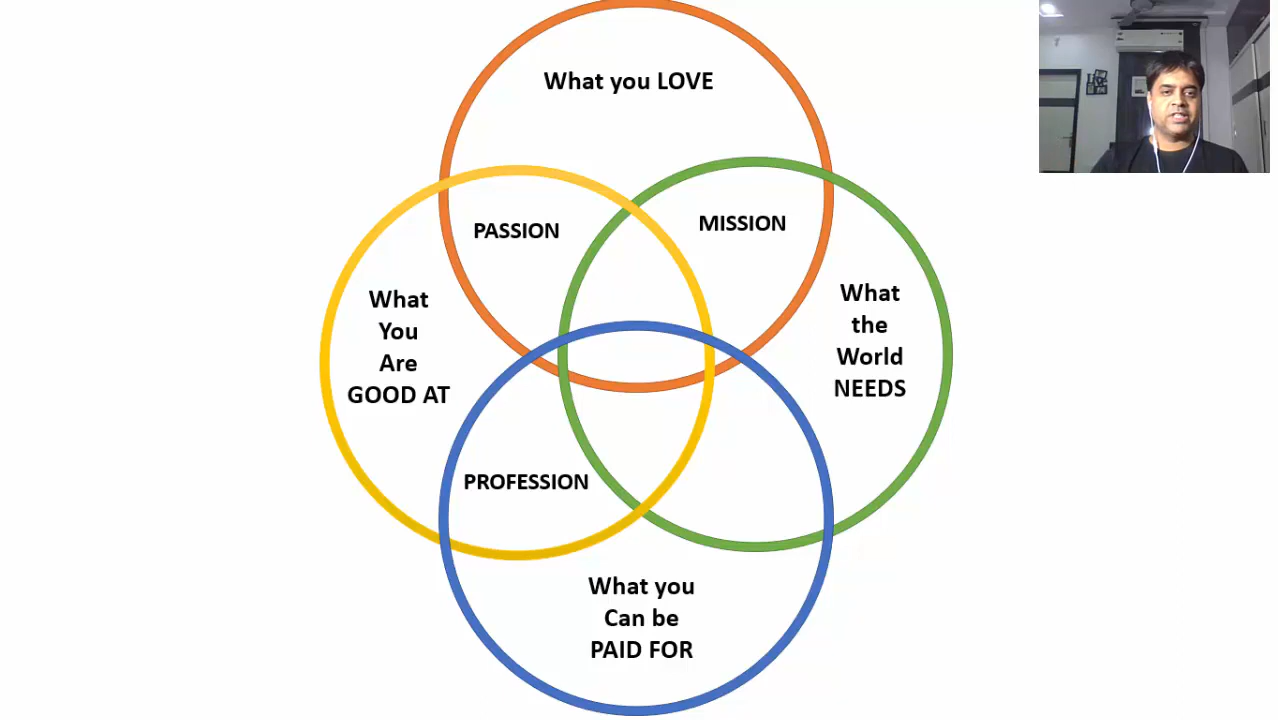 What you LOVE
PASSION
MISSION
What
You
Are
GOOD AT
What
the
World
NEEDS
PROFESSION
What you
Can be
PAID FOR